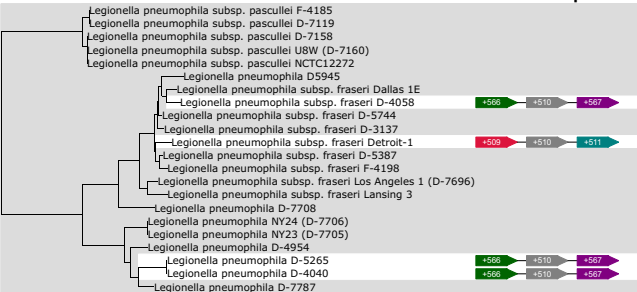 Legionella pneumophila subsp. pascullei F-4185
Legionella pneumophila subsp. pascullei D-7119
Legionella pneumophila subsp. pascullei D-7158
Legionella pneumophila subsp. pascullei U8W (D-7160)
Legionella pneumophila subsp. pascullei NCTC12272
Legionella pneumophila D5945
Legionella pneumophila subsp. fraseri Dallas 1E
Legionella pneumophila subsp. fraseri D-4058 +566 +510 +567
Legionella pneumophila subsp. fraseri D-5744
Legionella pneumophila subsp. fraseri D-3137
Legionella pneumophila subsp. fraseri Detroit-1 +509 +510 +511
Legionella pneumophila subsp. fraseri D-5387
Legionella pneumophila subsp. fraseri F-4198
Legionella pneumophila subsp. fraseri Los Angeles 1 (D-7696)
Legionella pneumophila subsp. fraseri Lansing 3
Legionella pneumophila D-7708
Legionella pneumophila NY24 (D-7706)
Legionella pneumophila NY23 (D-7705)
Legionella pneumophila D-4954
Legionella pneumophila D-5265 +566 +510 +567
Legionella pneumophila D-4040 +566 +510 +567
Legionella pneumophila D-7787